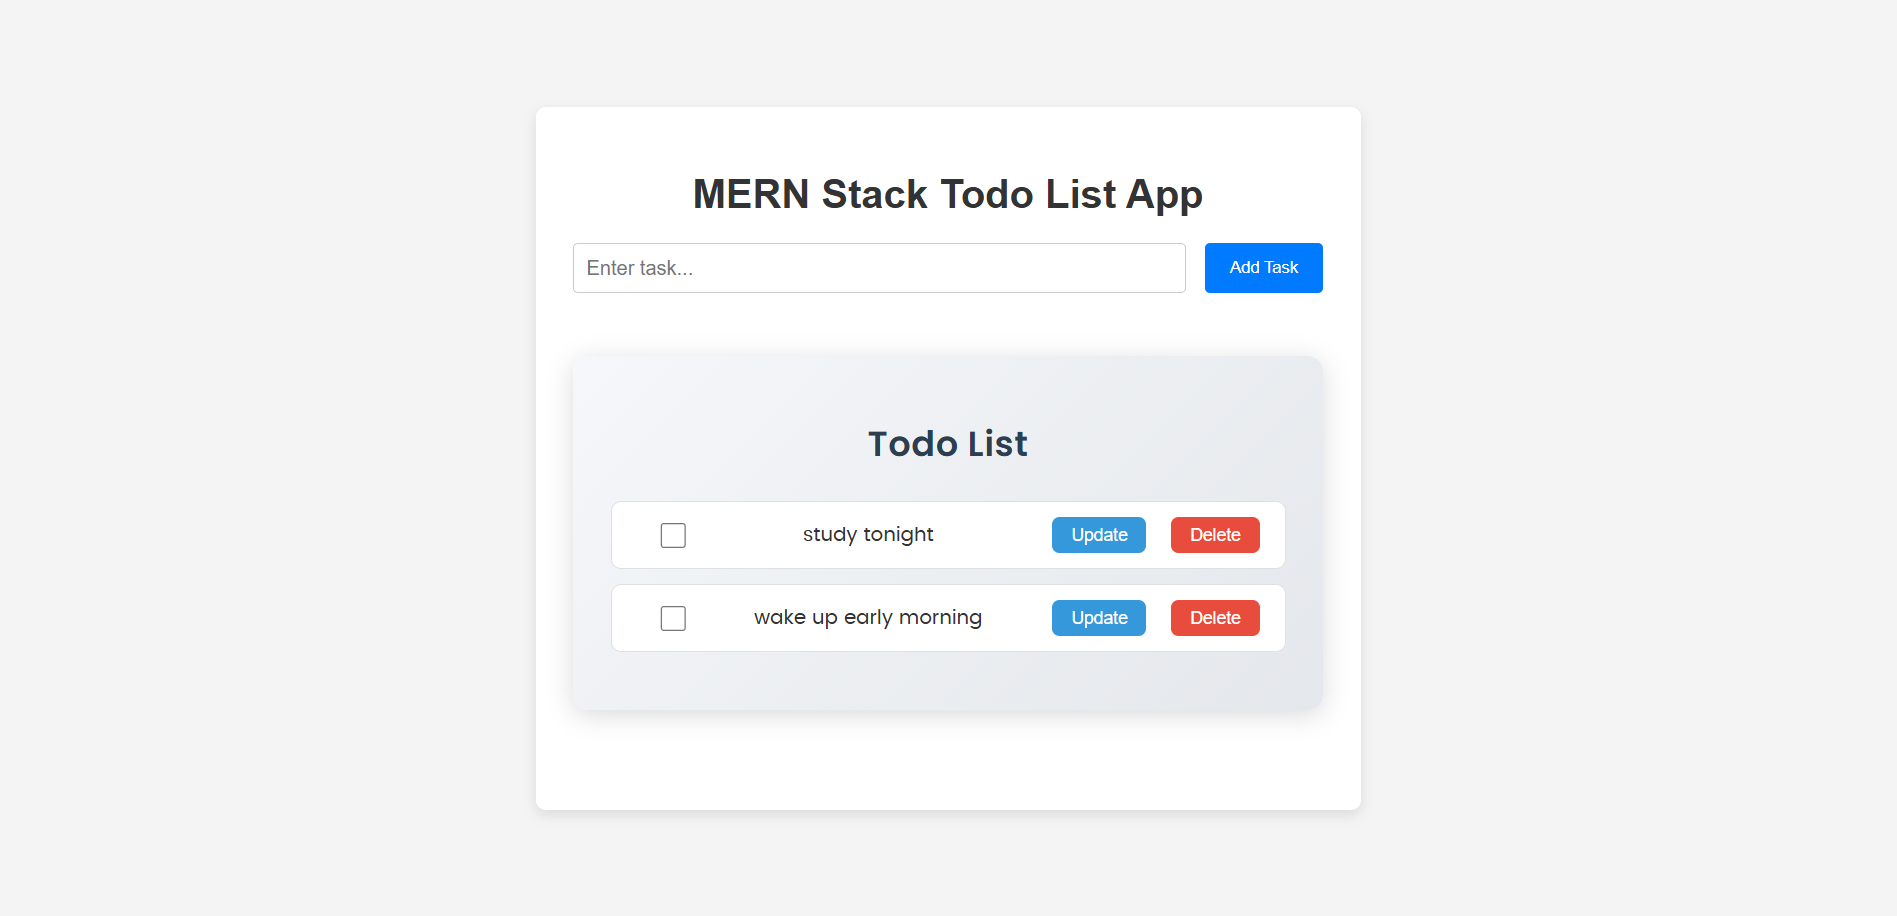 MERN Stack Todo List App
Enter task...
Add Task
Todo List
study tonight
Update
Delete
wake up early morning
Update
Delete